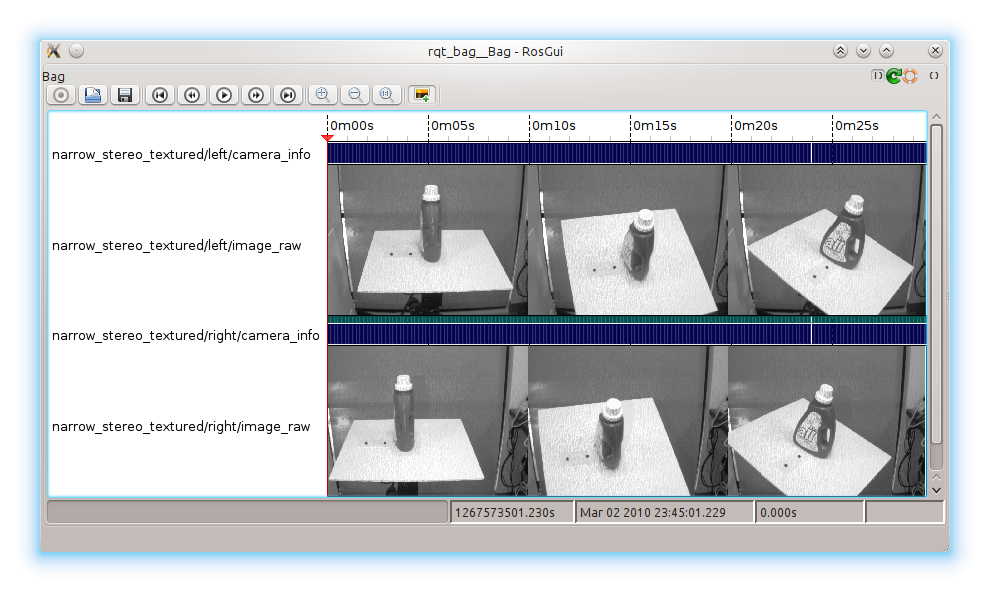 rqt_bag__Bag - RosGui
Bag
0m00s 0m05s 0m10s 0m15s 0m20s 0m25s
narrow_stereo_textured/left/camera_info
narrow_stereo_textured/left/image_raw
narrow_stereo_textured/right/camera_info
narrow_stereo_textured/right/image_raw
1267573501.230s Mar 02 2010 23:45:01.229 0.000s